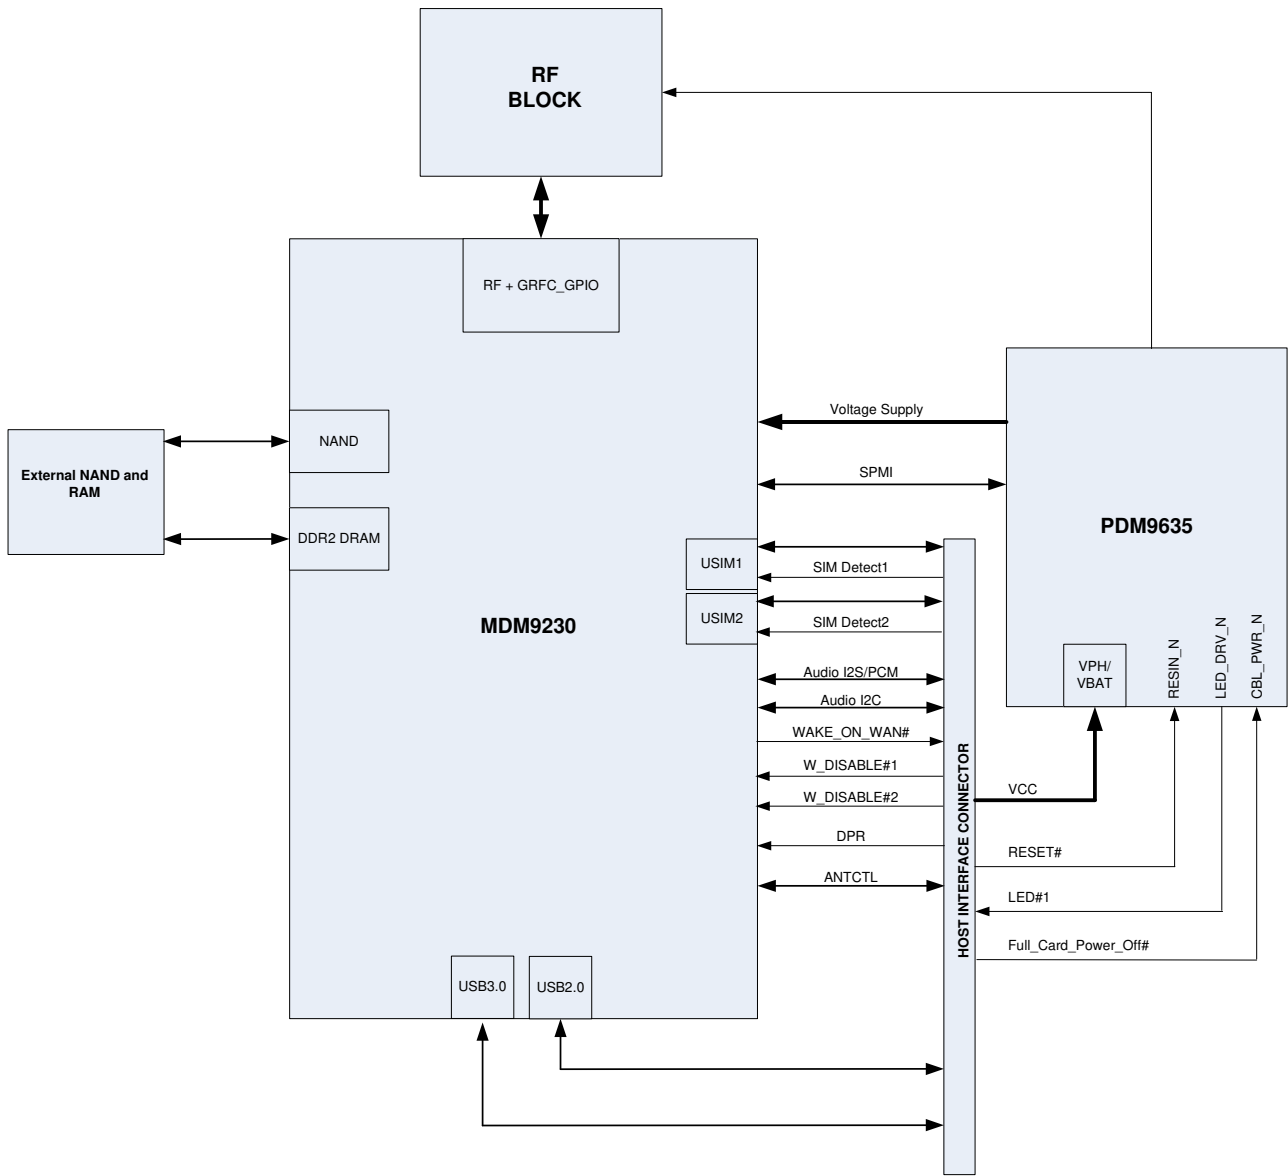 RF
BLOCK
RF + GRFC_GPIO
Voltage Supply
NAND
External NAND and
RAM
SPMI
PDM9635
DDR2 DRAM
USIM1
SIM Detect1
USIM2
SIM Detect2
MDM9230
Audio I2S/PCM
Audio I2C
WAKE_ON_WAN#
W_DISABLE#1
W_DISABLE#2
DPR
ANTCTL
HOST INTERFACE CONNECTOR
VPH/
VBAT
RESIN_N
LED_DRV_N
CBL_PWR_N
VCC
RESET#
LED#1
Full_Card_Power_Off#
USB3.0
USB2.0